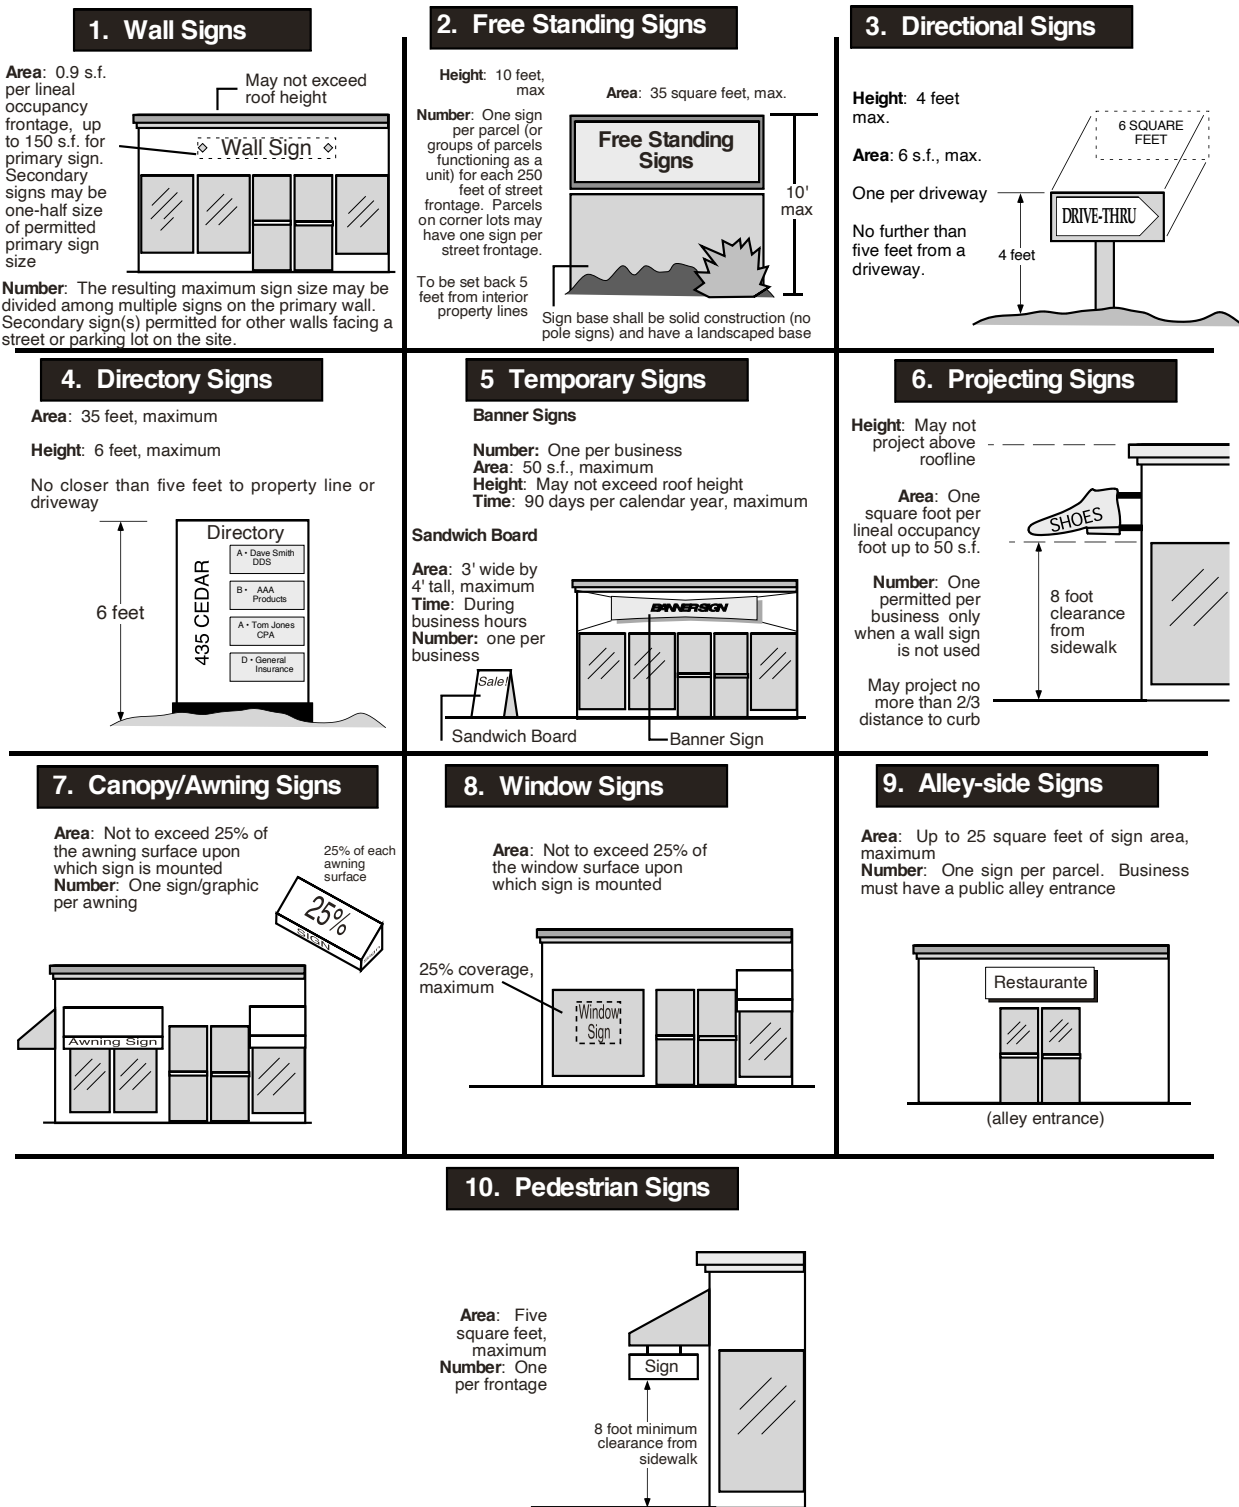 1. Wall Signs
Area: 0.9 s.f.
per lineal
occupancy
frontage, up
to 150 s.f. for
primary sign.
Secondary
signs may be
one-half size
of permitted
primary sign
size
May not exceed
roof height
Wall Sign
Number: The resulting maximum sign size may be
divided among multiple signs on the primary wall.
Secondary sign(s) permitted for other walls facing a
street or parking lot on the site.
2. Free Standing Signs
Height: 10 feet,
max
Area: 35 square feet, max.
Number: One sign
per parcel (or
groups of parcels
functioning as a
unit) for each 250
feet of street
frontage. Parcels
on corner lots may
have one sign per
street frontage.
To be set back 5
feet from interior
property lines
Free Standing
Signs
10'
max
Sign base shall be solid construction (no
pole signs) and have a landscaped base
3. Directional Signs
Height: 4 feet
max.
Area: 6 s.f., max.
One per driveway
No further than
five feet from a
driveway.
6 SQUARE
FEET
DRIVE-THRU
4 feet
4. Directory Signs
Area: 35 feet, maximum
Height: 6 feet, maximum
No closer than five feet to property line or
driveway
6 feet
Directory
435 CEDAR
A • Dave Smith
DDS
B • AAA
Products
A • Tom Jones
CPA
D • General
Insurance
5 Temporary Signs
Banner Signs
Number: One per business
Area: 50 s.f., maximum
Height: May not exceed roof height
Time: 90 days per calendar year, maximum
Sandwich Board
Area: 3' wide by
4' tall, maximum
Time: During
business hours
Number: one per
business
Sale!
BANNER SIGN
Sandwich Board
Banner Sign
6. Projecting Signs
Height: May not
project above
roofline
Area: One
square foot per
lineal occupancy
foot up to 50 s.f.
Number: One
permitted per
business only
when a wall sign
is not used
May project no
more than 2/3
distance to curb
SHOES
8 foot
clearance
from
sidewalk
7. Canopy/Awning Signs
Area: Not to exceed 25% of
the awning surface upon
which sign is mounted
Number: One sign/graphic
per awning
25% of each
awning
surface
25%
SIGN
Awning Sign
8. Window Signs
Area: Not to exceed 25% of
the window surface upon
which sign is mounted
25% coverage,
maximum
Window
Sign
9. Alley-side Signs
Area: Up to 25 square feet of sign area,
maximum
Number: One sign per parcel. Business
must have a public alley entrance
Restaurante
(alley entrance)
10. Pedestrian Signs
Area: Five
square feet,
maximum
Number: One
per frontage
Sign
8 foot minimum
clearance from
sidewalk